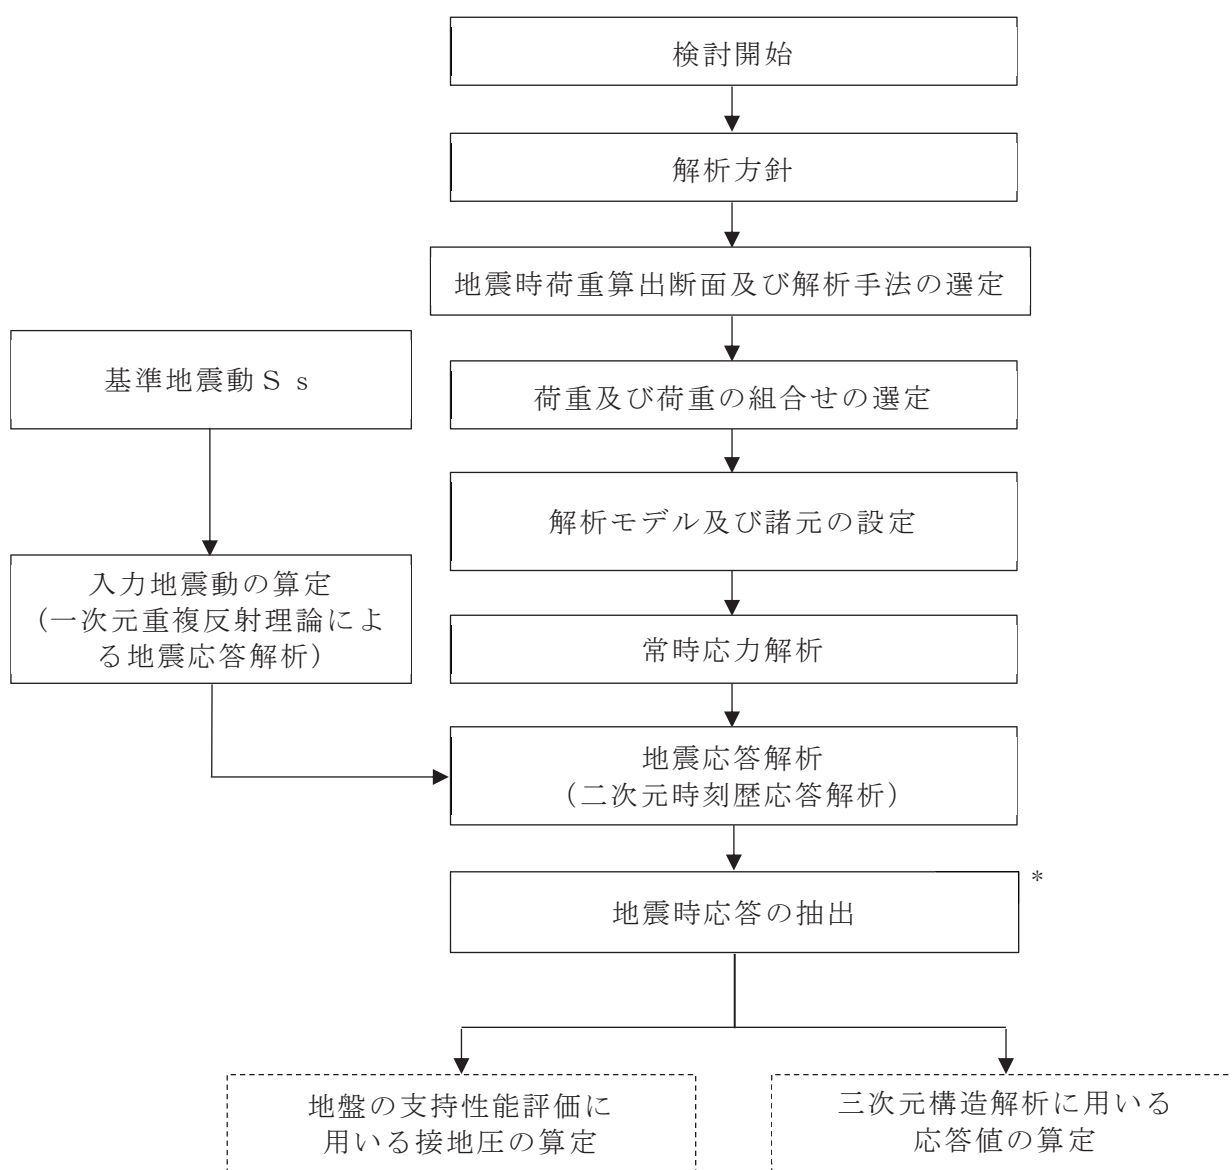 検討開始
解析方針
地震時荷重算出断面及び解析手法の選定
基準地震動Ｓｓ
荷重及び荷重の組合せの選定
解析モデル及び諸元の設定
入力地震動の算定
(一次元重複反射理論によ
る地震応答解析)
常時応力解析
地震応答解析
(二次元時刻歴応答解析)
地震時応答の抽出
*
地盤の支持性能評価に
用いる接地圧の算定
三次元構造解析に用いる
応答値の算定